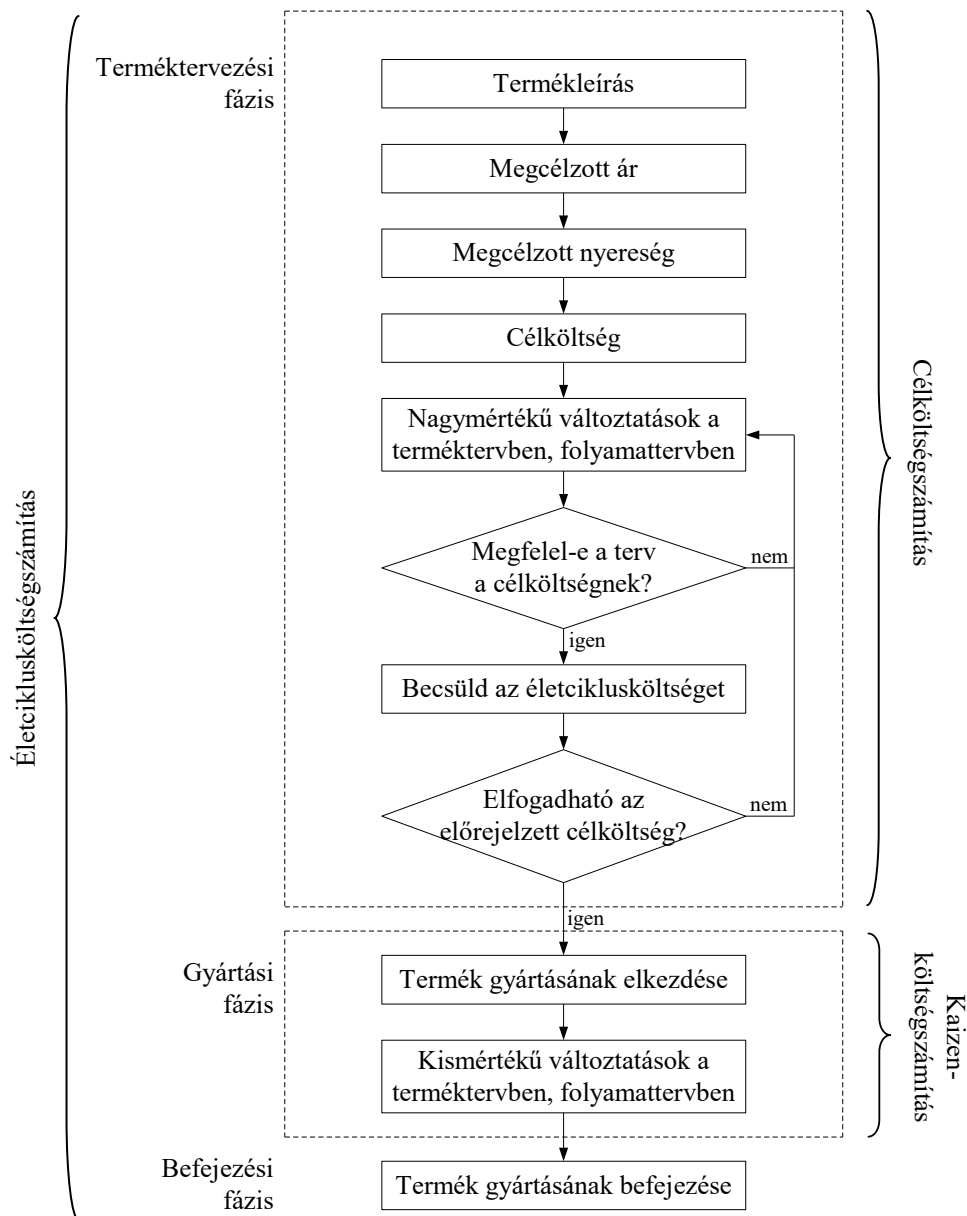 Terméktervezési
fázis
Termékleírás
Megcélzott ár
Megcélzott nyereség
Célköltség
Nagymértékű változtatások a
terméktervben, folyamattervben
Megfelel-e a terv
a célköltségnek?
nem
igen
Becsüld az életciklusköltséget
Elfogadható az
előrejelzett célköltség?
nem
igen
Célköltségszámítás
Életciklusköltségszámítás
Gyártási
fázis
Termék gyártásának elkezdése
Kismértékű változtatások a
terméktervben, folyamattervben
Kaizen-
költségszámítás
Befejezési
fázis
Termék gyártásának befejezése